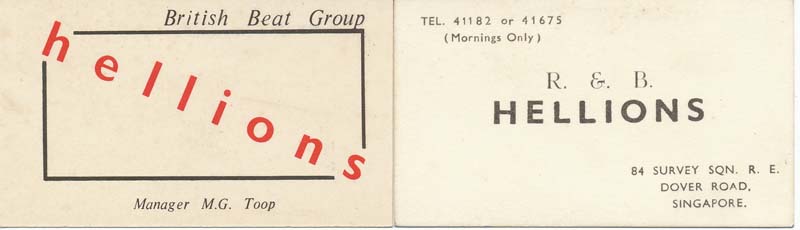 British Beat Group
hellions
Manager M.G. Toop
TEL. 41182 or 41675
(Mornings Only)
R. & B.
HELLIONS
84 SURVEY SQN. R. E.
DOVER ROAD,
SINGAPORE.